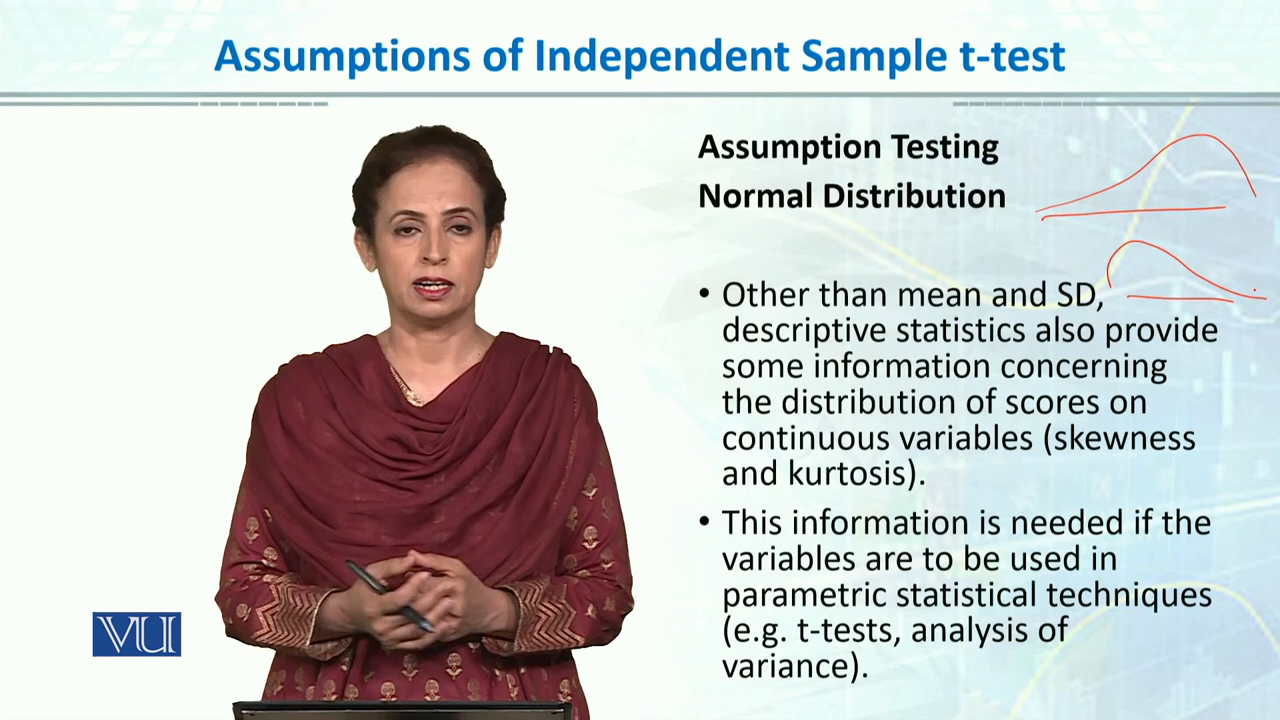 Assumptions of Independent Sample t-test
Assumption Testing
Normal Distribution
• Other than mean and SD,
descriptive statistics also provide
some information concerning
the distribution of scores on
continuous variables (skewness
and kurtosis).
• This information is needed if the
variables are to be used in
parametric statistical techniques
(e.g. t-tests, analysis of
variance).
VU